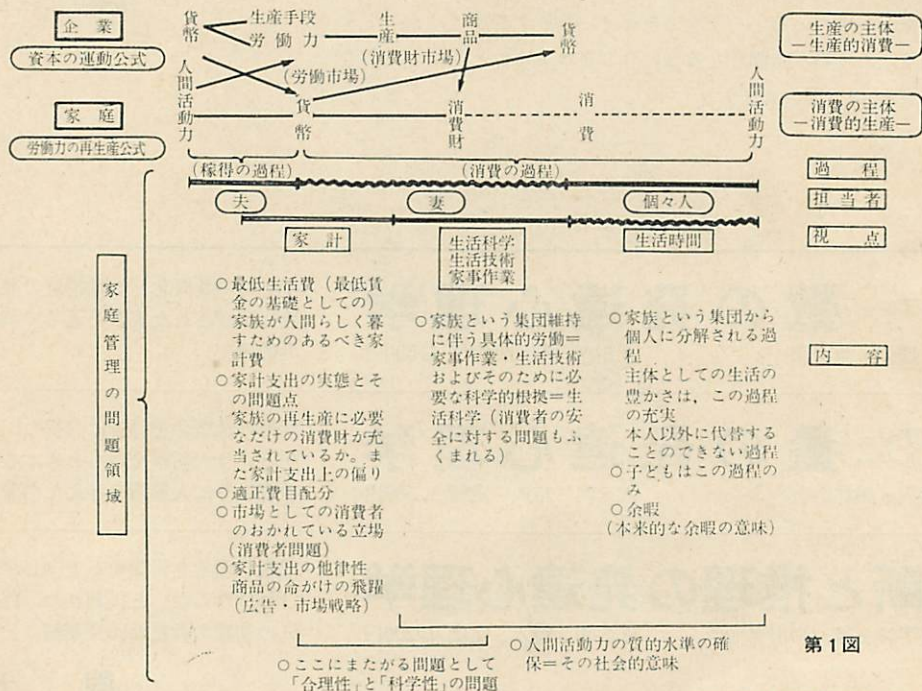 企業
資本の運動公式
貨幣
生産手段
労働力
生産
商品
貨幣
(消費財市場)
(労働市場)
生産の主体
―生産的消費―
家庭
労働力の再生産公式
人間活動力
貨幣
消費財
消費
人間活動力
消費の主体
―消費的生産―
(稼得の過程)
(消費の過程)
過程
夫
妻
個々人
担当者
家計
生活科学
生活技術
家事作業
生活時間
視点
家庭管理の問題領域
○最低生活費(最低賃
金の基礎としての)
家族が人間らしく暮
すためのあるべき家
計費
○家計支出の実態とそ
の問題点
家族の再生産に必要
なだけの消費財が充
当されているか。ま
た家計支出上の偏り
○適正費目配分
○市場としての消費者
のおかれている立場
(消費者問題)
○家計支出の他律性
商品の命がけの飛躍
(広告・市場戦略)
○家族という集団維持
に伴う具体的労働=
家事作業・生活技術
およびそのために必
要な科学的根拠=生
活科学(消費者の安
全に対する問題もふ
くまれる)
○家族という集団から
個人に分解される過
程
主体としての生活の
豊かさは、この過程
の充実
本人以外に代替する
ことのできない過程
○子どもはこの過程の
み
○余暇
(本来的な余暇の意味)
内容
○ここにまたがる問題として
「合理性」と「科学性」の問題
○人間活動力の質的水準の確
保=その社会的意味
第1図